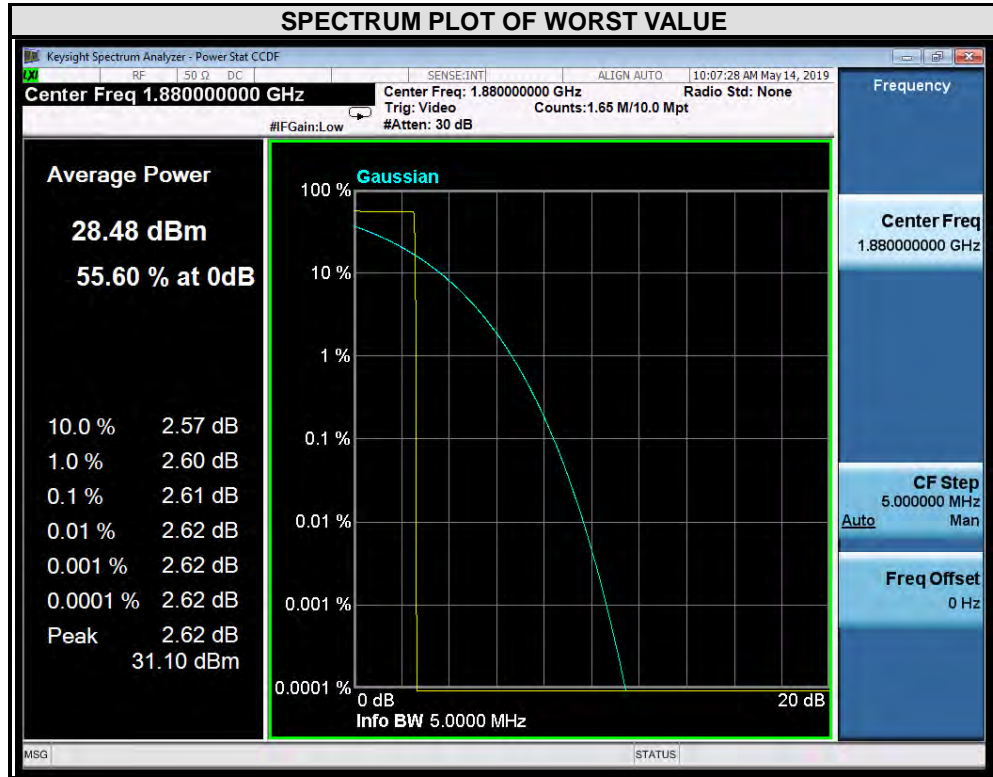 SPECTRUM PLOT OF WORST VALUE
Keysight Spectrum Analyzer - Power Stat CCDF
LXI RF 50 Ω DC SENSE:INT ALIGN AUTO 10:07:28 AM May 14, 2019
Center Freq 1.880000000 GHz
Center Freq: 1.880000000 GHz Radio Std: None
Trig: Video Counts:1.65 M/10.0 Mpt
#IFGain:Low #Atten: 30 dB
Frequency
Average Power
28.48 dBm
55.60 % at 0dB
10.0 % 2.57 dB
1.0 % 2.60 dB
0.1 % 2.61 dB
0.01 % 2.62 dB
0.001 % 2.62 dB
0.0001 % 2.62 dB
Peak 2.62 dB
31.10 dBm
Gaussian
100 %
10 %
1 %
0.1 %
0.01 %
0.001 %
0.0001 %
0 dB 20 dB
Info BW 5.0000 MHz
Center Freq
1.880000000 GHz
CF Step
5.000000 MHz
Auto Man
Freq Offset
0 Hz
MSG STATUS